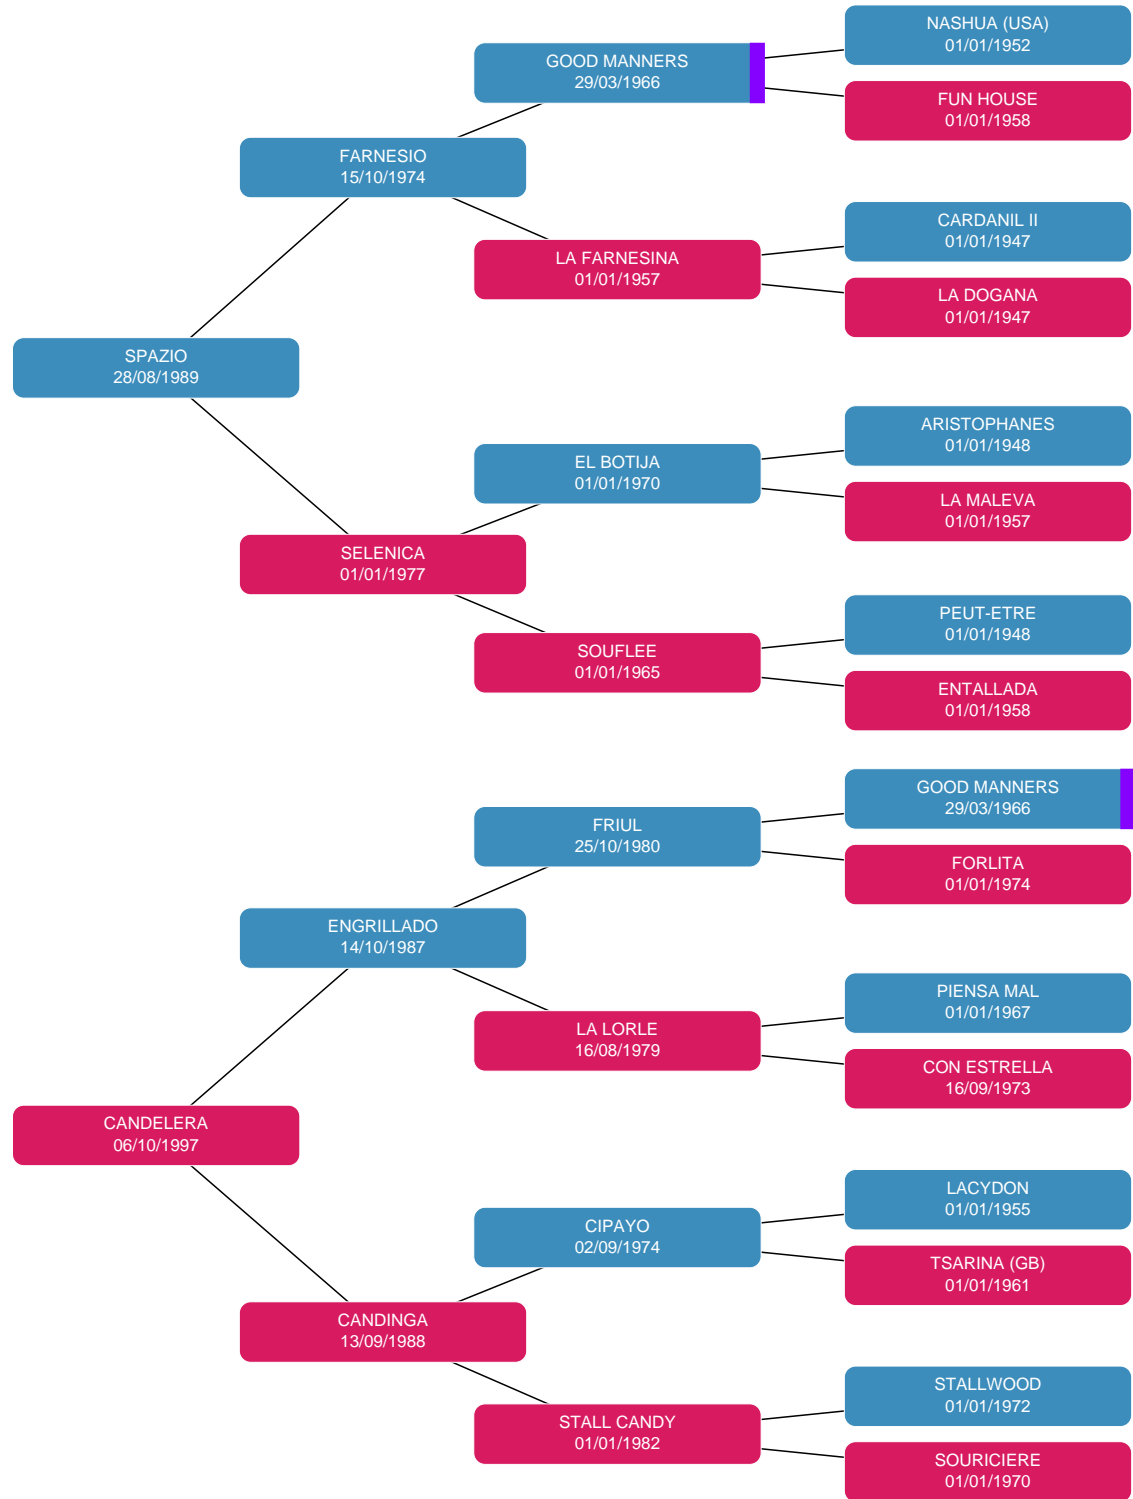 NASHUA (USA)
01/01/1952
GOOD MANNERS
29/03/1966
FUN HOUSE
01/01/1958
FARNESIO
15/10/1974
CARDANIL II
01/01/1947
LA FARNESINA
01/01/1957
LA DOGANA
01/01/1947
SPAZIO
28/08/1989
ARISTOPHANES
01/01/1948
EL BOTIJA
01/01/1970
LA MALEVA
01/01/1957
SELENICA
01/01/1977
PEUT-ETRE
01/01/1948
SOUFLEE
01/01/1965
ENTALLADA
01/01/1958
GOOD MANNERS
29/03/1966
FRIUL
25/10/1980
FORLITA
01/01/1974
ENGRILLADO
14/10/1987
PIENSA MAL
01/01/1967
LA LORLE
16/08/1979
CON ESTRELLA
16/09/1973
CANDELERA
06/10/1997
LACYDON
01/01/1955
CIPAYO
02/09/1974
TSARINA (GB)
01/01/1961
CANDINGA
13/09/1988
STALLWOOD
01/01/1972
STALL CANDY
01/01/1982
SOURICIERE
01/01/1970